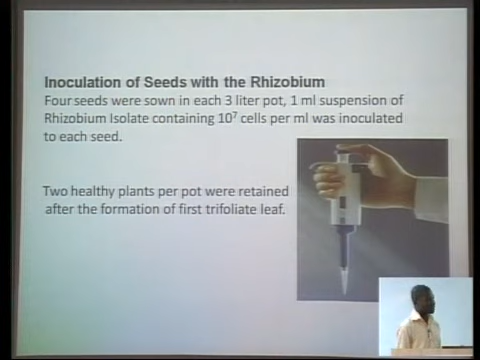 Inoculation of Seeds with the Rhizobium
Four seeds were sown in each 3 liter pot, 1 ml suspension of
Rhizobium Isolate containing 10⁷ cells per ml was inoculated
to each seed.
Two healthy plants per pot were retained
after the formation of first trifoliate leaf.